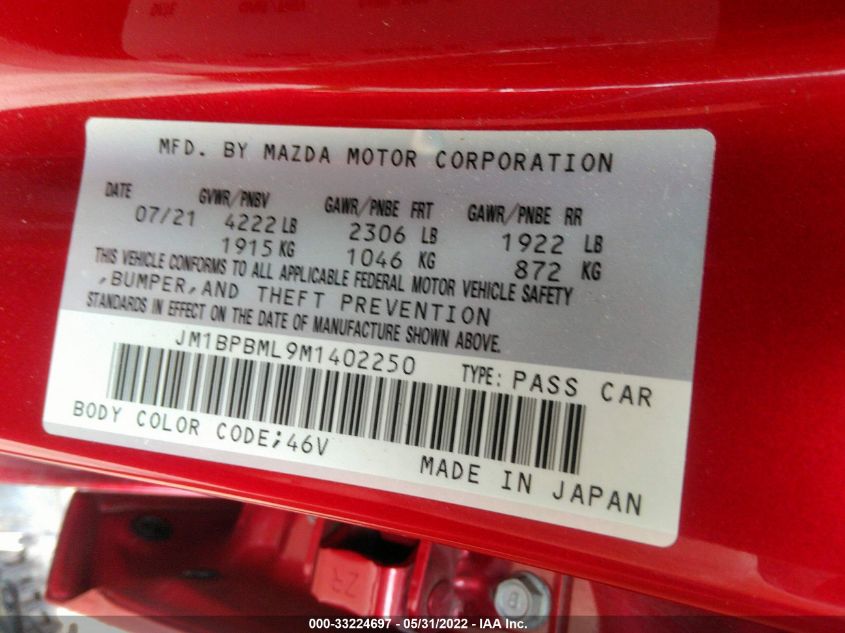 MFD. BY MAZDA MOTOR CORPORATION
DATE GVWR/PNBV GAWR/PNBE FRT GAWR/PNBE RR
07/21 4222 LB 2306 LB 1922 LB
1915 KG 1046 KG 872 KG
THIS VEHICLE CONFORMS TO ALL APPLICABLE FEDERAL MOTOR VEHICLE SAFETY
,BUMPER,AND THEFT PREVENTION
STANDARDS IN EFFECT ON THE DATE OF MANUFACTURE SHOWN ABOVE.
JM1BPBML9M1402250 TYPE: PASS CAR
BODY COLOR CODE;46V
MADE IN JAPAN
ZR
000-33224697 - 05/31/2022 - IAA Inc.